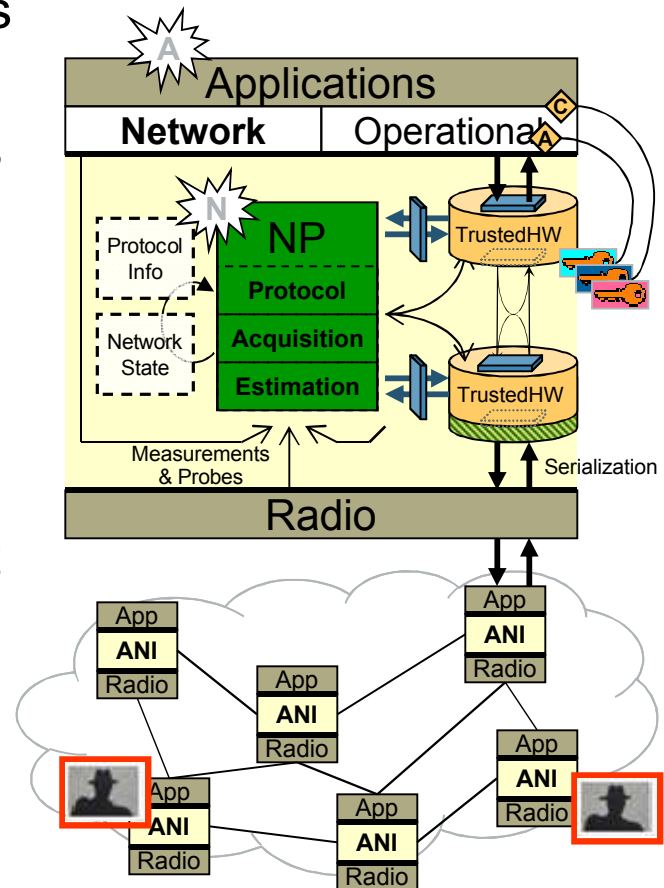 s
A
Applications
C
Network
Operational
A
N
NP
TrustedHW
Protocol
Info
Protocol
Acquisition
Network
State
Estimation
TrustedHW
Measurements
& Probes
Serialization
Radio
App
ANI
Radio
App
ANI
Radio
App
ANI
Radio
App
ANI
Radio
App
ANI
Radio
App
ANI
Radio